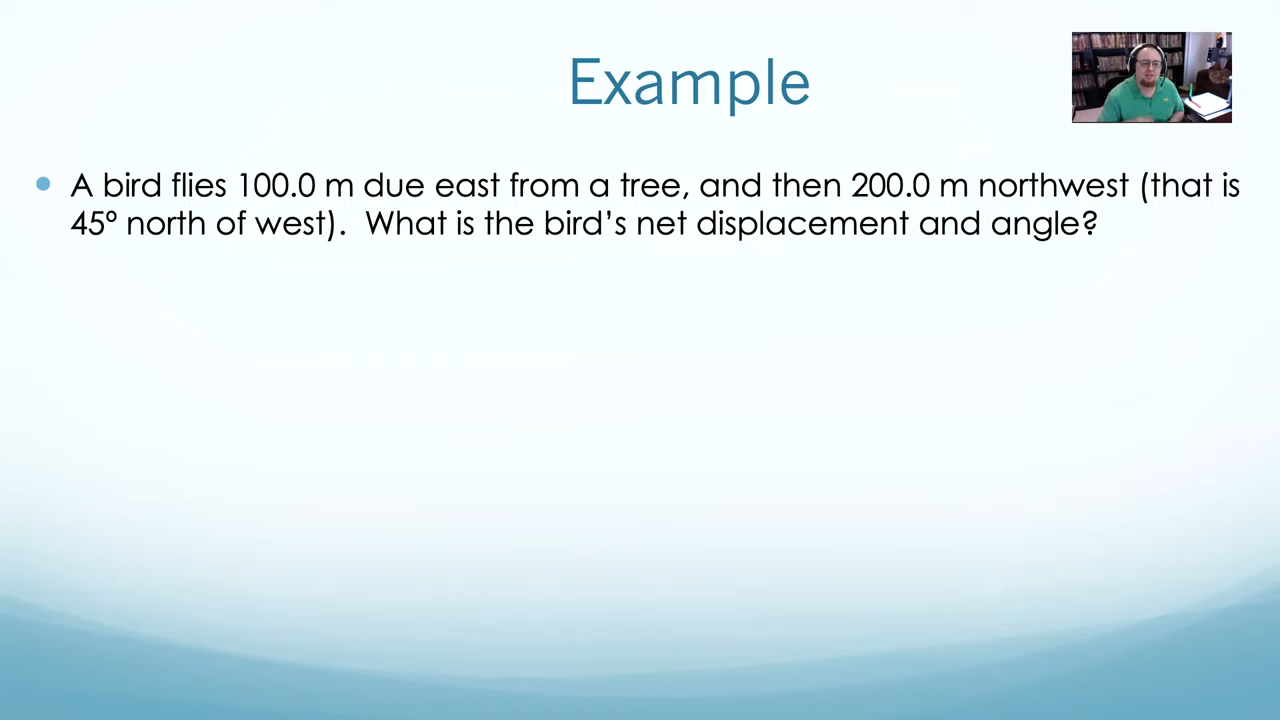 Example
• A bird flies 100.0 m due east from a tree, and then 200.0 m northwest (that is
45º north of west).  What is the bird’s net displacement and angle?